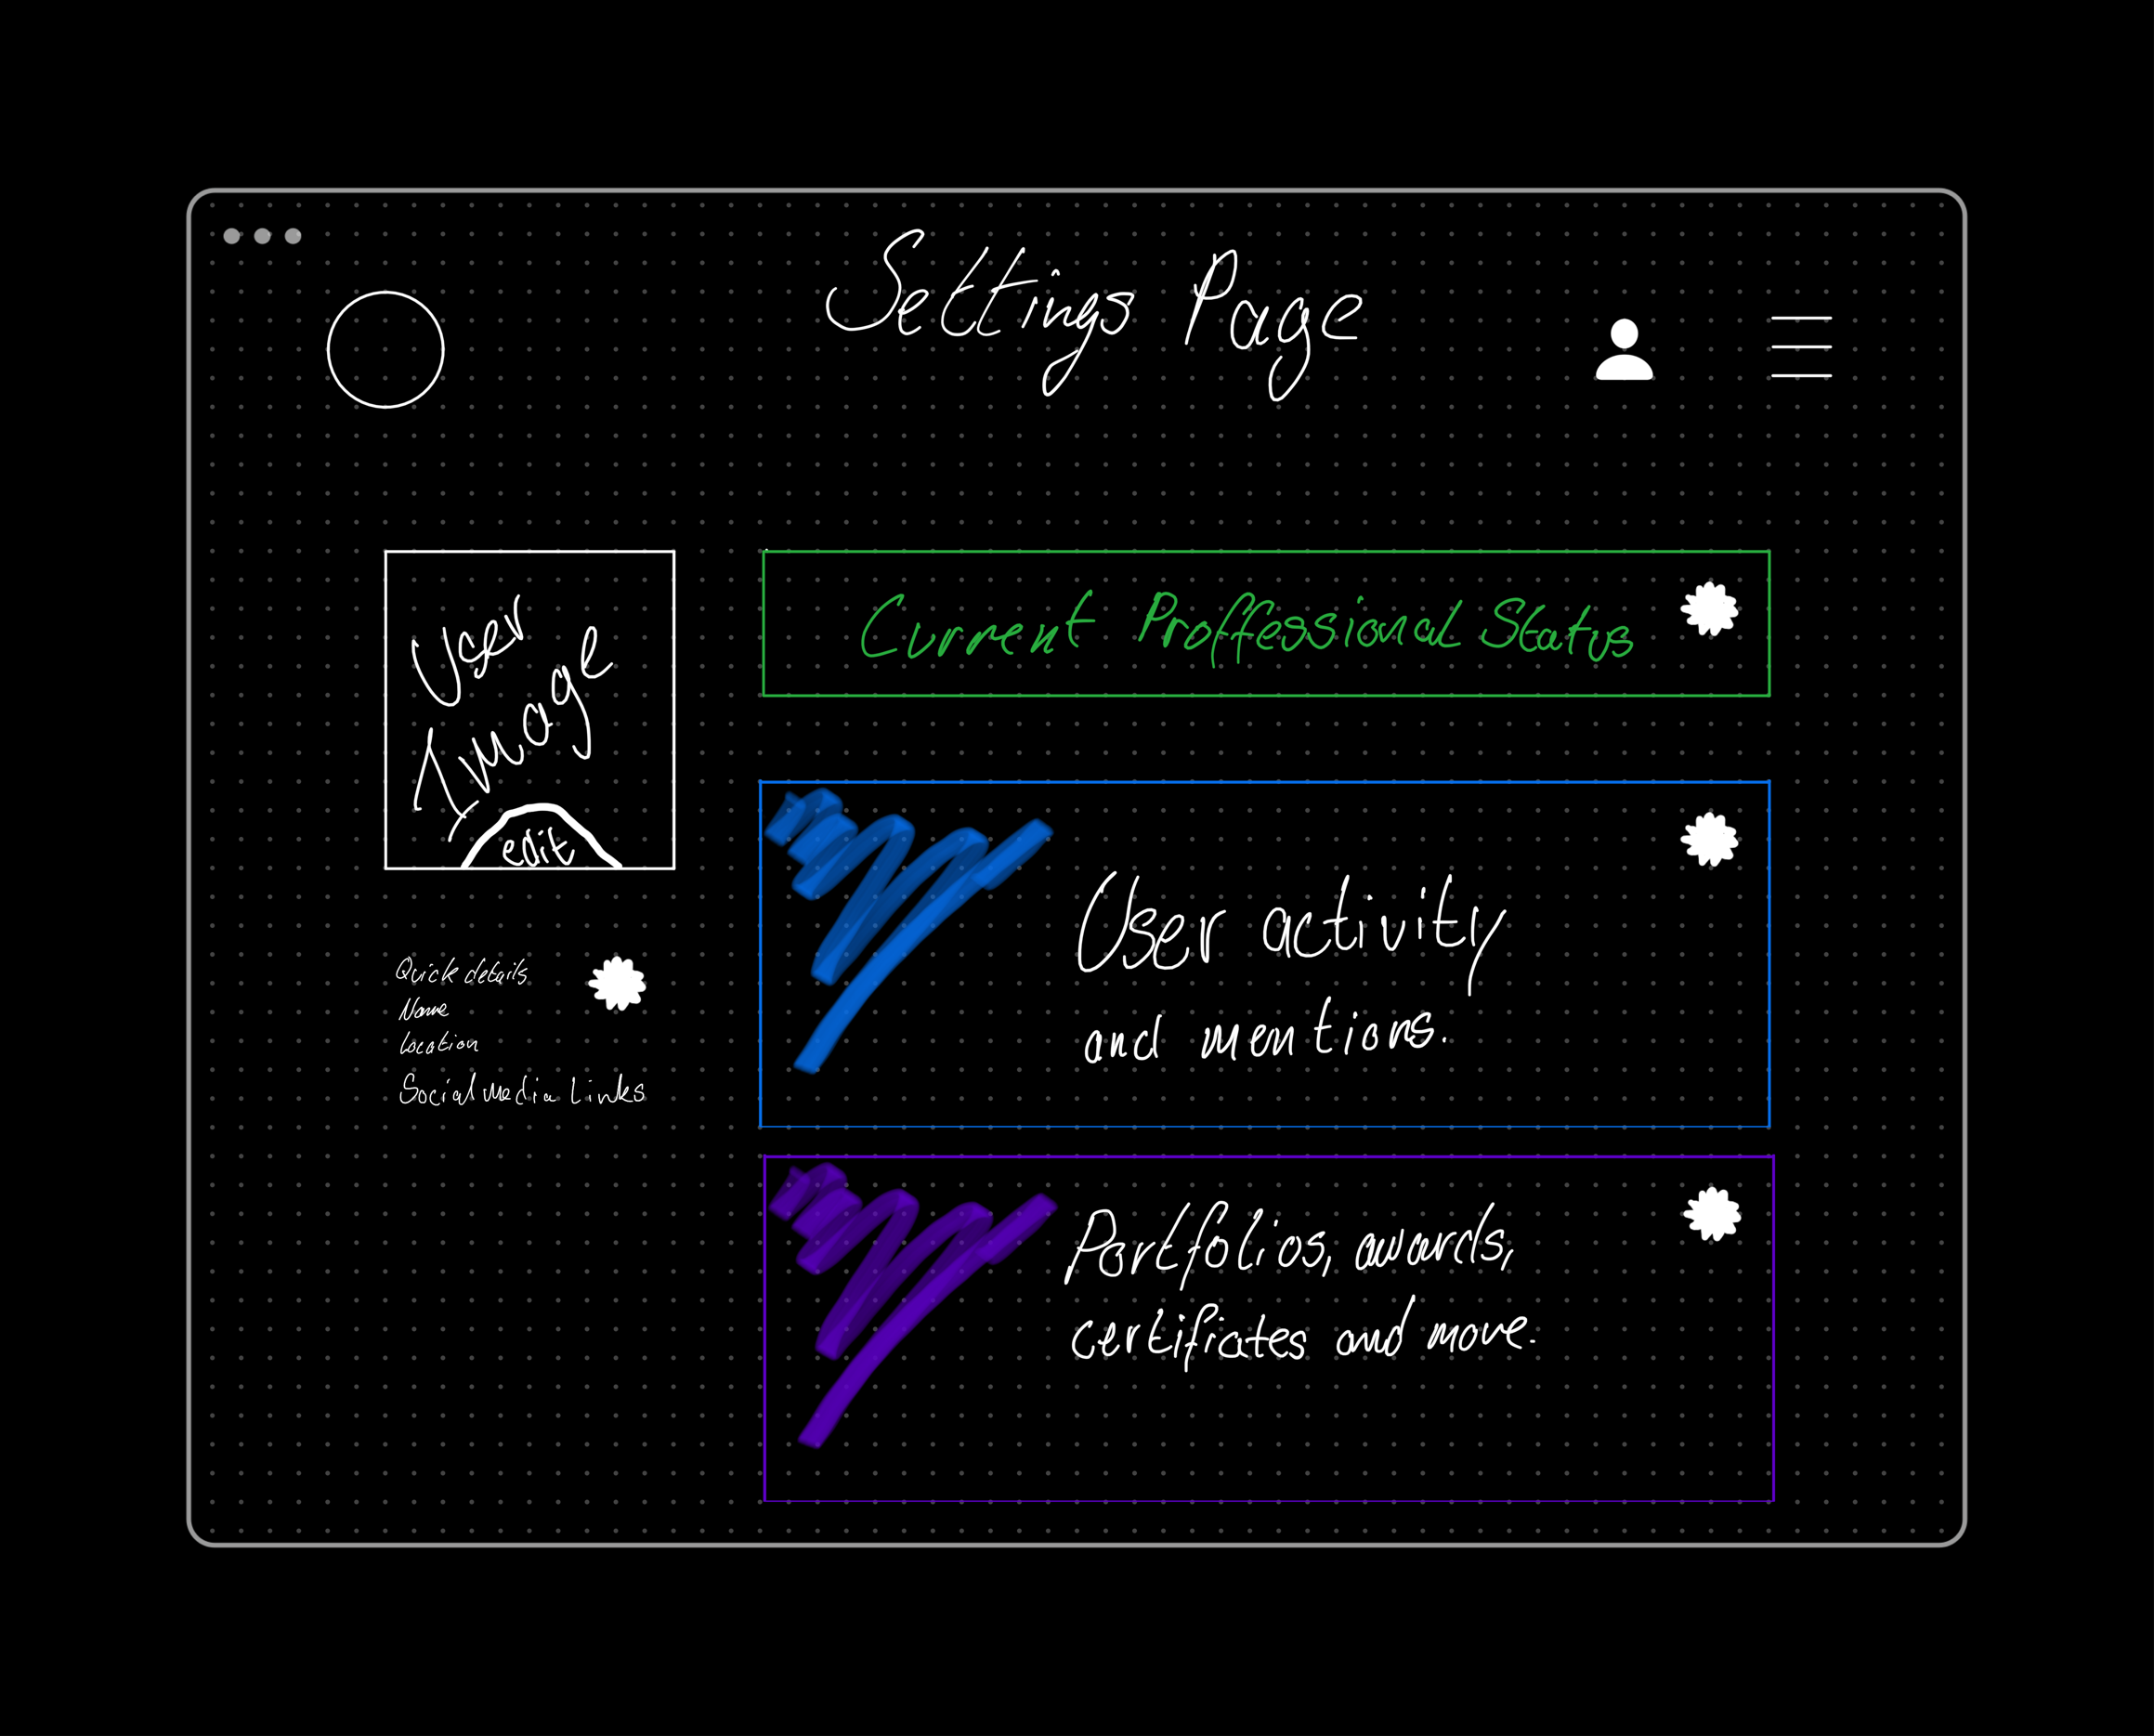 Settings Page
User
Image
edit
Quick details
Name
Location
Social media Links
Current Proffessional Status
User activity
and mentions.
Portfolios, awards,
certificates and more.